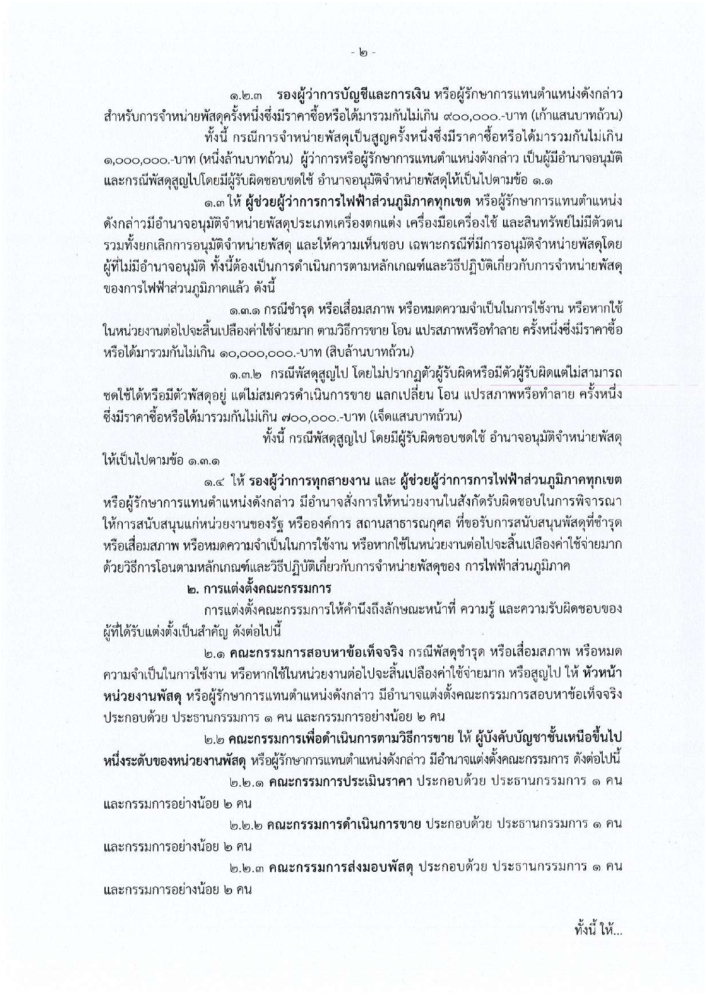 - ๒ -
๑.๒.๓ รองผู้ว่าการบัญชีและการเงิน หรือผู้รักษาการแทนตำแหน่งดังกล่าว
สำหรับการจำหน่ายพัสดุครั้งหนึ่งซึ่งมีราคาซื้อหรือได้มารวมกันไม่เกิน ๙๐๐,๐๐๐.-บาท (เก้าแสนบาทถ้วน)
ทั้งนี้ กรณีการจำหน่ายพัสดุเป็นสูญครั้งหนึ่งซึ่งมีราคาซื้อหรือได้มารวมกันไม่เกิน
๑,๐๐๐,๐๐๐.-บาท (หนึ่งล้านบาทถ้วน) ผู้ว่าการหรือผู้รักษาการแทนตำแหน่งดังกล่าว เป็นผู้มีอำนาจอนุมัติ
และกรณีพัสดุสูญไปโดยมีผู้รับผิดชอบชดใช้ อำนาจอนุมัติจำหน่ายพัสดุให้เป็นไปตามข้อ ๑.๑
๑.๓ ให้ ผู้ช่วยผู้ว่าการการไฟฟ้าส่วนภูมิภาคทุกเขต หรือผู้รักษาการแทนตำแหน่ง
ดังกล่าวมีอำนาจอนุมัติจำหน่ายพัสดุประเภทเครื่องตกแต่ง เครื่องมือเครื่องใช้ และสินทรัพย์ไม่มีตัวตน
รวมทั้งยกเลิกการอนุมัติจำหน่ายพัสดุ และให้ความเห็นชอบ เฉพาะกรณีที่มีการอนุมัติจำหน่ายพัสดุโดย
ผู้ที่ไม่มีอำนาจอนุมัติ ทั้งนี้ต้องเป็นการดำเนินการตามหลักเกณฑ์และวิธีปฏิบัติเกี่ยวกับการจำหน่ายพัสดุ
ของการไฟฟ้าส่วนภูมิภาคแล้ว ดังนี้
๑.๓.๑ กรณีชำรุด หรือเสื่อมสภาพ หรือหมดความจำเป็นในการใช้งาน หรือหากใช้
ในหน่วยงานต่อไปจะสิ้นเปลืองค่าใช้จ่ายมาก ตามวิธีการขาย โอน แปรสภาพหรือทำลาย ครั้งหนึ่งซึ่งมีราคาซื้อ
หรือได้มารวมกันไม่เกิน ๑๐,๐๐๐,๐๐๐.-บาท (สิบล้านบาทถ้วน)
๑.๓.๒ กรณีพัสดุสูญไป โดยไม่ปรากฏตัวผู้รับผิดหรือมีตัวผู้รับผิดแต่ไม่สามารถ
ชดใช้ได้หรือมีตัวพัสดุอยู่ แต่ไม่สมควรดำเนินการขาย แลกเปลี่ยน โอน แปรสภาพหรือทำลาย ครั้งหนึ่ง
ซึ่งมีราคาซื้อหรือได้มารวมกันไม่เกิน ๗๐๐,๐๐๐.-บาท (เจ็ดแสนบาทถ้วน)
ทั้งนี้ กรณีพัสดุสูญไป โดยมีผู้รับผิดชอบชดใช้ อำนาจอนุมัติจำหน่ายพัสดุ
ให้เป็นไปตามข้อ ๑.๓.๑
๑.๔ ให้ รองผู้ว่าการทุกสายงาน และ ผู้ช่วยผู้ว่าการการไฟฟ้าส่วนภูมิภาคทุกเขต
หรือผู้รักษาการแทนตำแหน่งดังกล่าว มีอำนาจสั่งการให้หน่วยงานในสังกัดรับผิดชอบในการพิจารณา
ให้การสนับสนุนแก่หน่วยงานของรัฐ หรือองค์การ สถานสาธารณกุศล ที่ขอรับการสนับสนุนพัสดุที่ชำรุด
หรือเสื่อมสภาพ หรือหมดความจำเป็นในการใช้งาน หรือหากใช้ในหน่วยงานต่อไปจะสิ้นเปลืองค่าใช้จ่ายมาก
ด้วยวิธีการโอนตามหลักเกณฑ์และวิธีปฏิบัติเกี่ยวกับการจำหน่ายพัสดุของ การไฟฟ้าส่วนภูมิภาค
๒. การแต่งตั้งคณะกรรมการ
การแต่งตั้งคณะกรรมการให้คำนึงถึงลักษณะหน้าที่ ความรู้ และความรับผิดชอบของ
ผู้ที่ได้รับแต่งตั้งเป็นสำคัญ ดังต่อไปนี้
๒.๑ คณะกรรมการสอบหาข้อเท็จจริง กรณีพัสดุชำรุด หรือเสื่อมสภาพ หรือหมด
ความจำเป็นในการใช้งาน หรือหากใช้ในหน่วยงานต่อไปจะสิ้นเปลืองค่าใช้จ่ายมาก หรือสูญไป ให้ หัวหน้า
หน่วยงานพัสดุ หรือผู้รักษาการแทนตำแหน่งดังกล่าว มีอำนาจแต่งตั้งคณะกรรมการสอบหาข้อเท็จจริง
ประกอบด้วย ประธานกรรมการ ๑ คน และกรรมการอย่างน้อย ๒ คน
๒.๒ คณะกรรมการเพื่อดำเนินการตามวิธีการขาย ให้ ผู้บังคับบัญชาชั้นเหนือขึ้นไป
หนึ่งระดับของหน่วยงานพัสดุ หรือผู้รักษาการแทนตำแหน่งดังกล่าว มีอำนาจแต่งตั้งคณะกรรมการ ดังต่อไปนี้
๒.๒.๑ คณะกรรมการประเมินราคา ประกอบด้วย ประธานกรรมการ ๑ คน
และกรรมการอย่างน้อย ๒ คน
๒.๒.๒ คณะกรรมการดำเนินการขาย ประกอบด้วย ประธานกรรมการ ๑ คน
และกรรมการอย่างน้อย ๒ คน
๒.๒.๓ คณะกรรมการส่งมอบพัสดุ ประกอบด้วย ประธานกรรมการ ๑ คน
และกรรมการอย่างน้อย ๒ คน
ทั้งนี้ ให้...